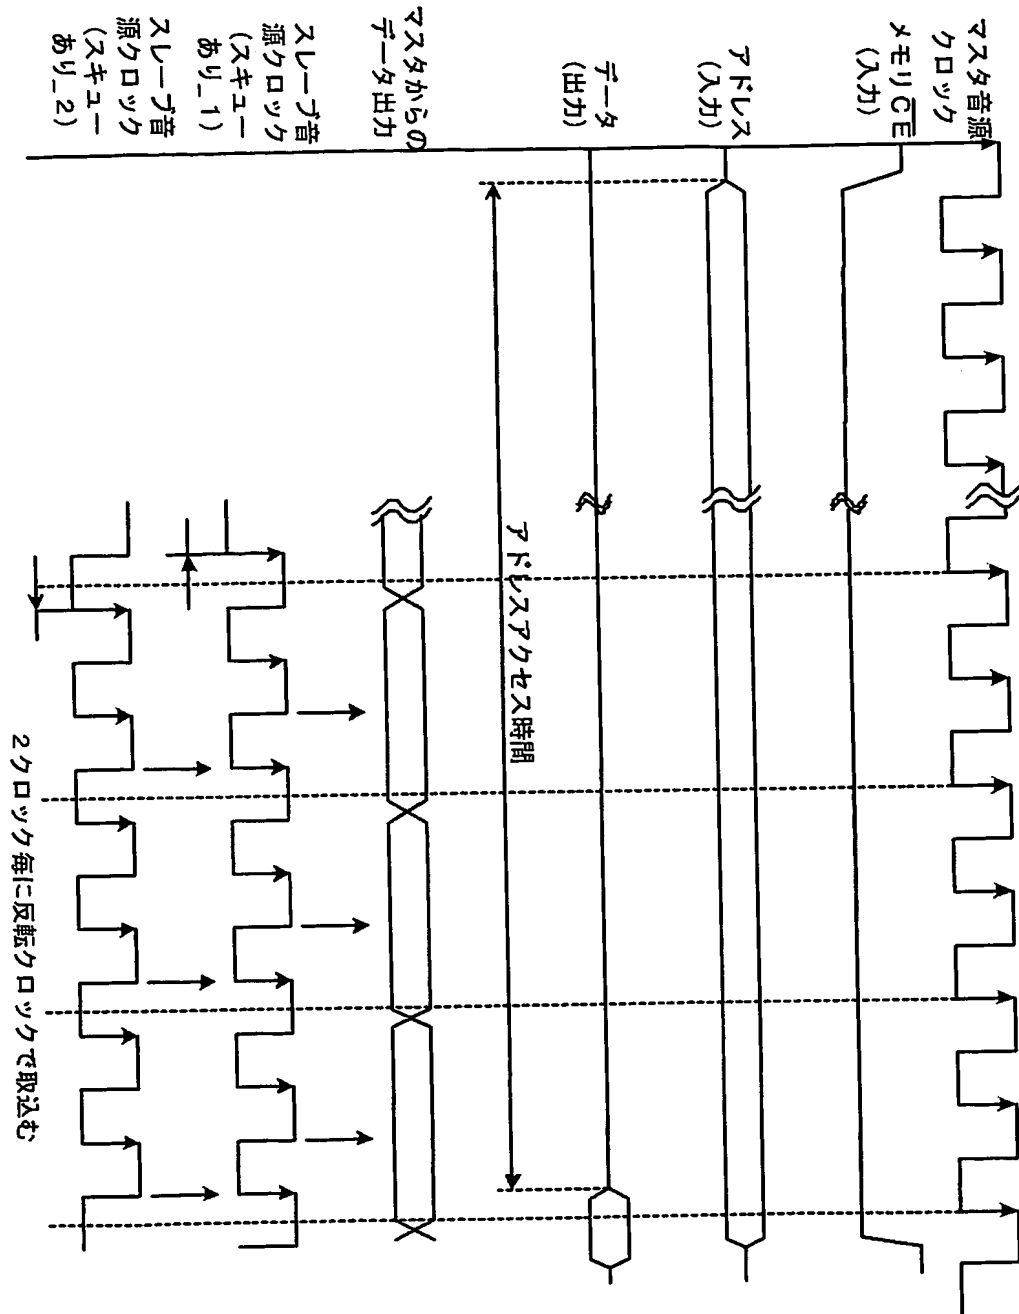 マスタ音源
クロック
メモリCE
(入力)
アドレス
(入力)
データ
(出力)
アドレスアクセス時間
マスタからの
データ出力
スレーブ音
源クロック
(スキュー
あり_1)
スレーブ音
源クロック
(スキュー
あり_2)
2クロック毎に反転クロックで取込む